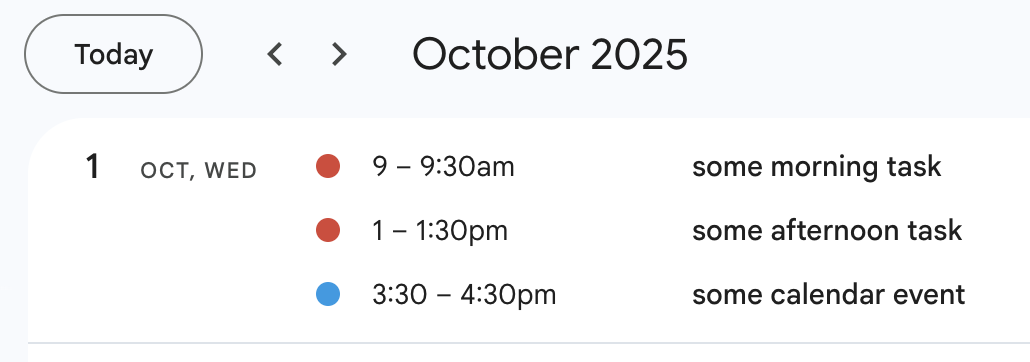 Today < > October 2025
1 OCT, WED 9 – 9:30am some morning task
1 – 1:30pm some afternoon task
3:30 – 4:30pm some calendar event